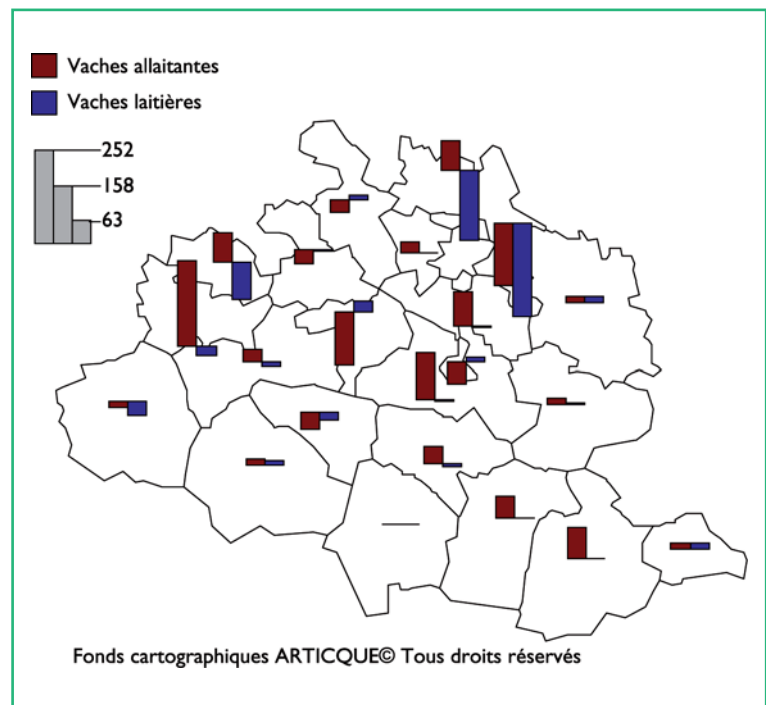 Vaches allaitantes
Vaches laitières
252
158
63
Fonds cartographiques ARTICQUE© Tous droits réservés